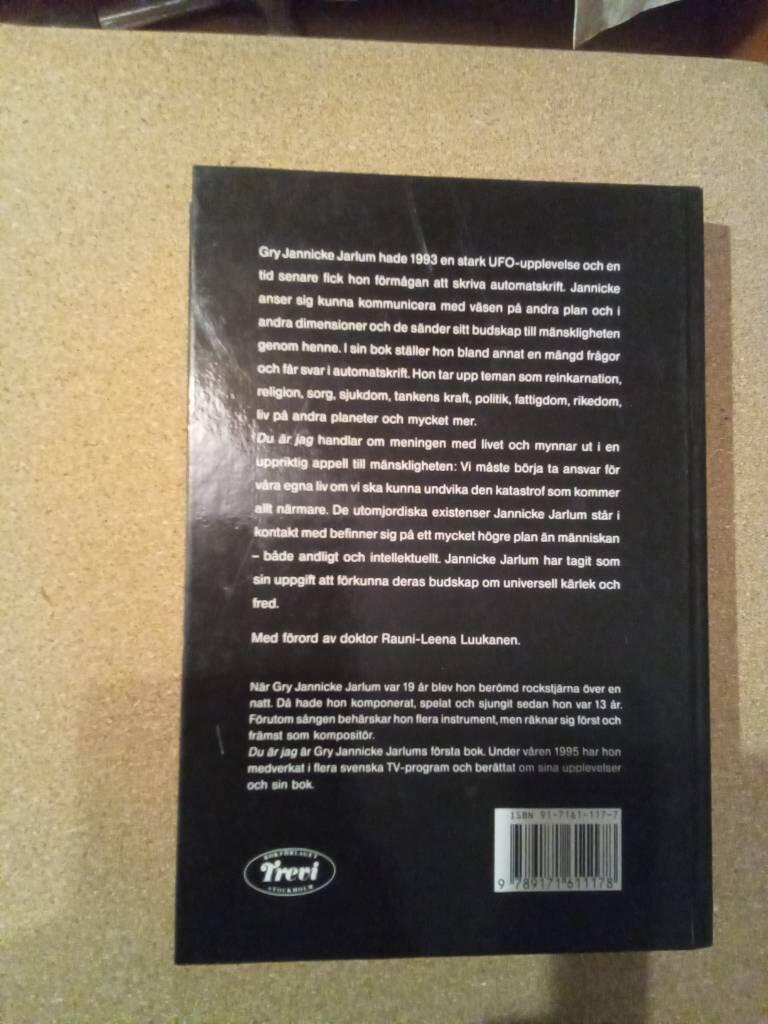 Gry Jannicke Jarlum hade 1993 en stark UFO-upplevelse och en
tid senare fick hon förmågan att skriva automatskrift. Jannicke
anser sig kunna kommunicera med väsen på andra plan och i
andra dimensioner och de sänder sitt budskap till mänskligheten
genom henne. I sin bok ställer hon bland annat en mängd frågor
och får svar i automatskrift. Hon tar upp teman som reinkarnation,
religion, sorg, sjukdom, tankens kraft, politik, fattigdom, rikedom,
liv på andra planeter och mycket mer.
Du är jag handlar om meningen med livet och mynnar ut i en
uppriktig appell till mänskligheten: Vi måste börja ta ansvar för
våra egna liv om vi ska kunna undvika den katastrof som kommer
allt närmare. De utomjordiska existenser Jannicke Jarlum står i
kontakt med befinner sig på ett mycket högre plan än människan
– både andligt och intellektuellt. Jannicke Jarlum har tagit som
sin uppgift att förkunna deras budskap om universell kärlek och
fred.
Med förord av doktor Rauni-Leena Luukanen.
När Gry Jannicke Jarlum var 19 år blev hon berömd rockstjärna över en
natt. Då hade hon komponerat, spelat och sjungit sedan hon var 13 år.
Förutom sången behärskar hon flera instrument, men räknar sig först och
främst som kompositör.
Du är jag är Gry Jannicke Jarlums första bok. Under våren 1995 har hon
medverkat i flera svenska TV-program och berättat om sina upplevelser
och sin bok.
BOKFÖRLAGET
Trevi
STOCKHOLM
ISBN 91-7161-117-7
9 789171 611178